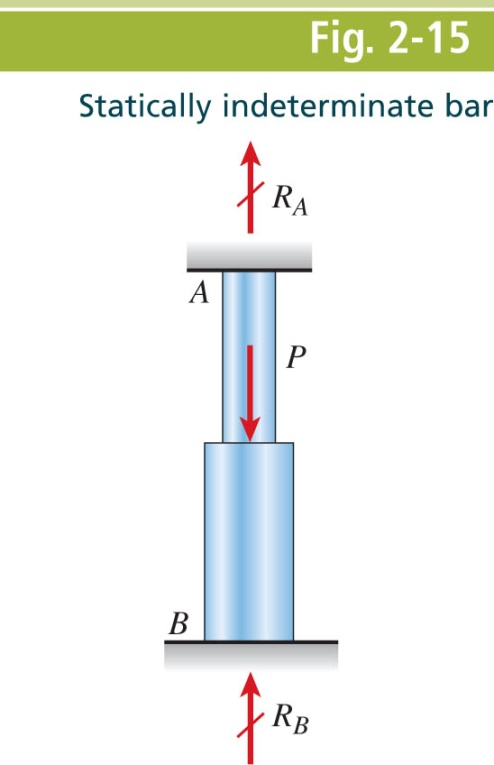 Fig. 2-15
Statically indeterminate bar
R_A
A
P
B
R_B